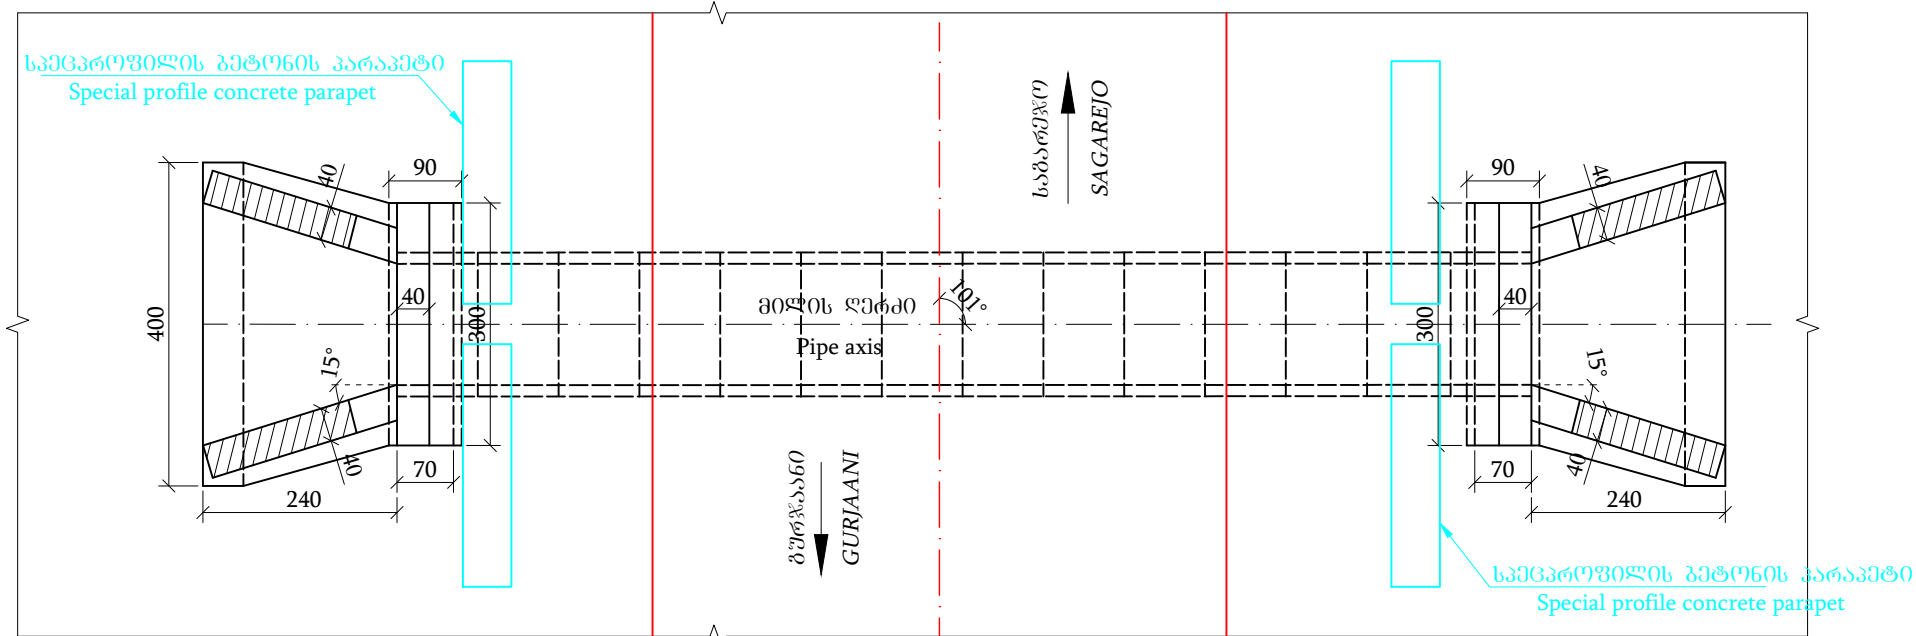 სპეცპროფილის ბეტონის პარაპეტი
Special profile concrete parapet
საგარეჯო
SAGAREJO
40
90
90
40
400
40
300
მილის ღერძი
101°
Pipe axis
300
40
15°
15°
40
70
240
გურჯაანი
GURJAANI
70
40
240
სპეცპროფილის ბეტონის პარაპეტი
Special profile concrete parapet